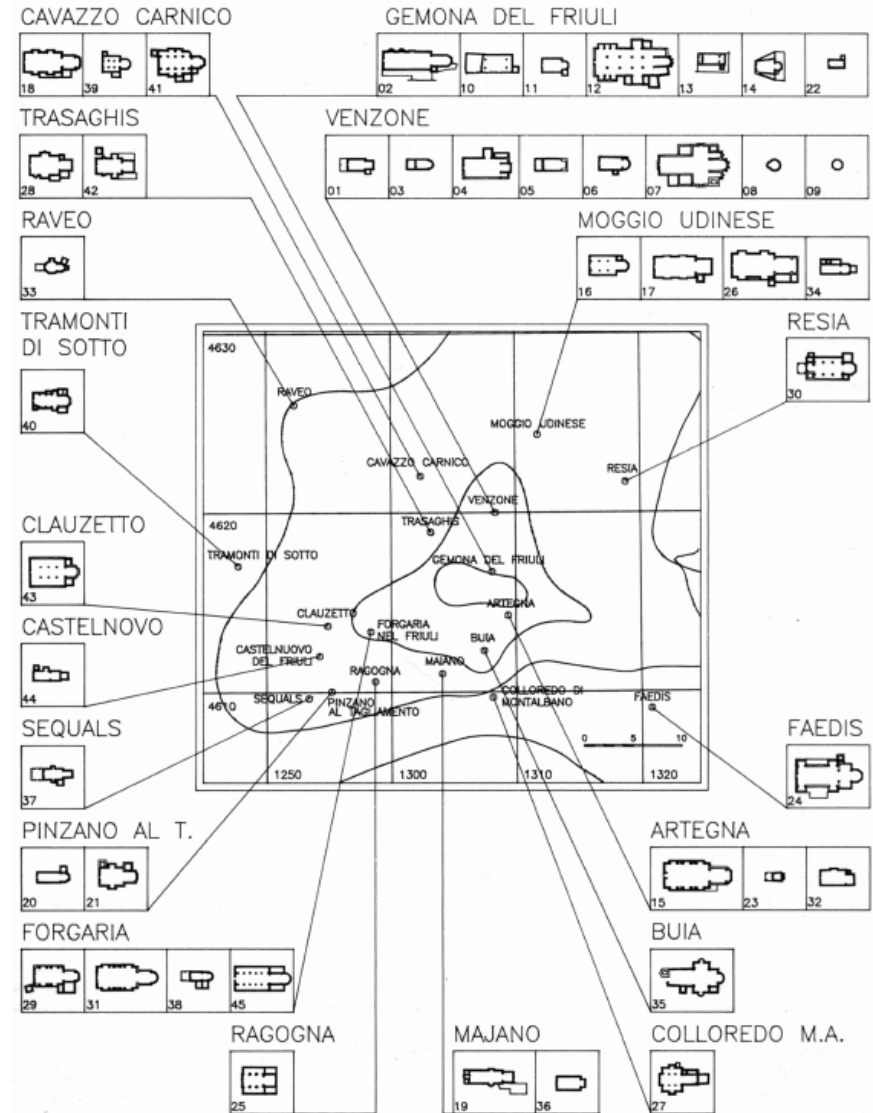 CAVAZZO CARNICO
18 39 41
GEMONA DEL FRIULI
02 10 11 12 13 14 22
TRASAGHIS
28 42
VENZONE
01 03 04 05 06 07 08 09
RAVEO
33
MOGGIO UDINESE
16 17 26 34
TRAMONTI
DI SOTTO
40
RESIA
30
4630
RAVEO
MOGGIO UDINESE
CAVAZZO CARNICO
RESIA
VENZONE
4620
TRASAGHIS
TRAMONTI DI SOTTO
GEMONA DEL FRIULI
ARTEGNA
CLAUZETTO
FORGARIA
NEL FRIULI
BUIA
CASTELNUOVO
DEL FRIULI
MAIANO
RAGOGNA
SEQUALS
PINZANO
AL TAGLIAMENTO
COLLOREDO DI
MONTALBANO
FAEDIS
4610
0 5 10
1250 1300 1310 1320
CLAUZETTO
43
CASTELNOVO
44
SEQUALS
37
FAEDIS
24
PINZANO AL T.
20 21
ARTEGNA
15 23 32
FORGARIA
29 31 38 45
BUIA
35
RAGOGNA
25
MAJANO
19 36
COLLOREDO M.A.
27